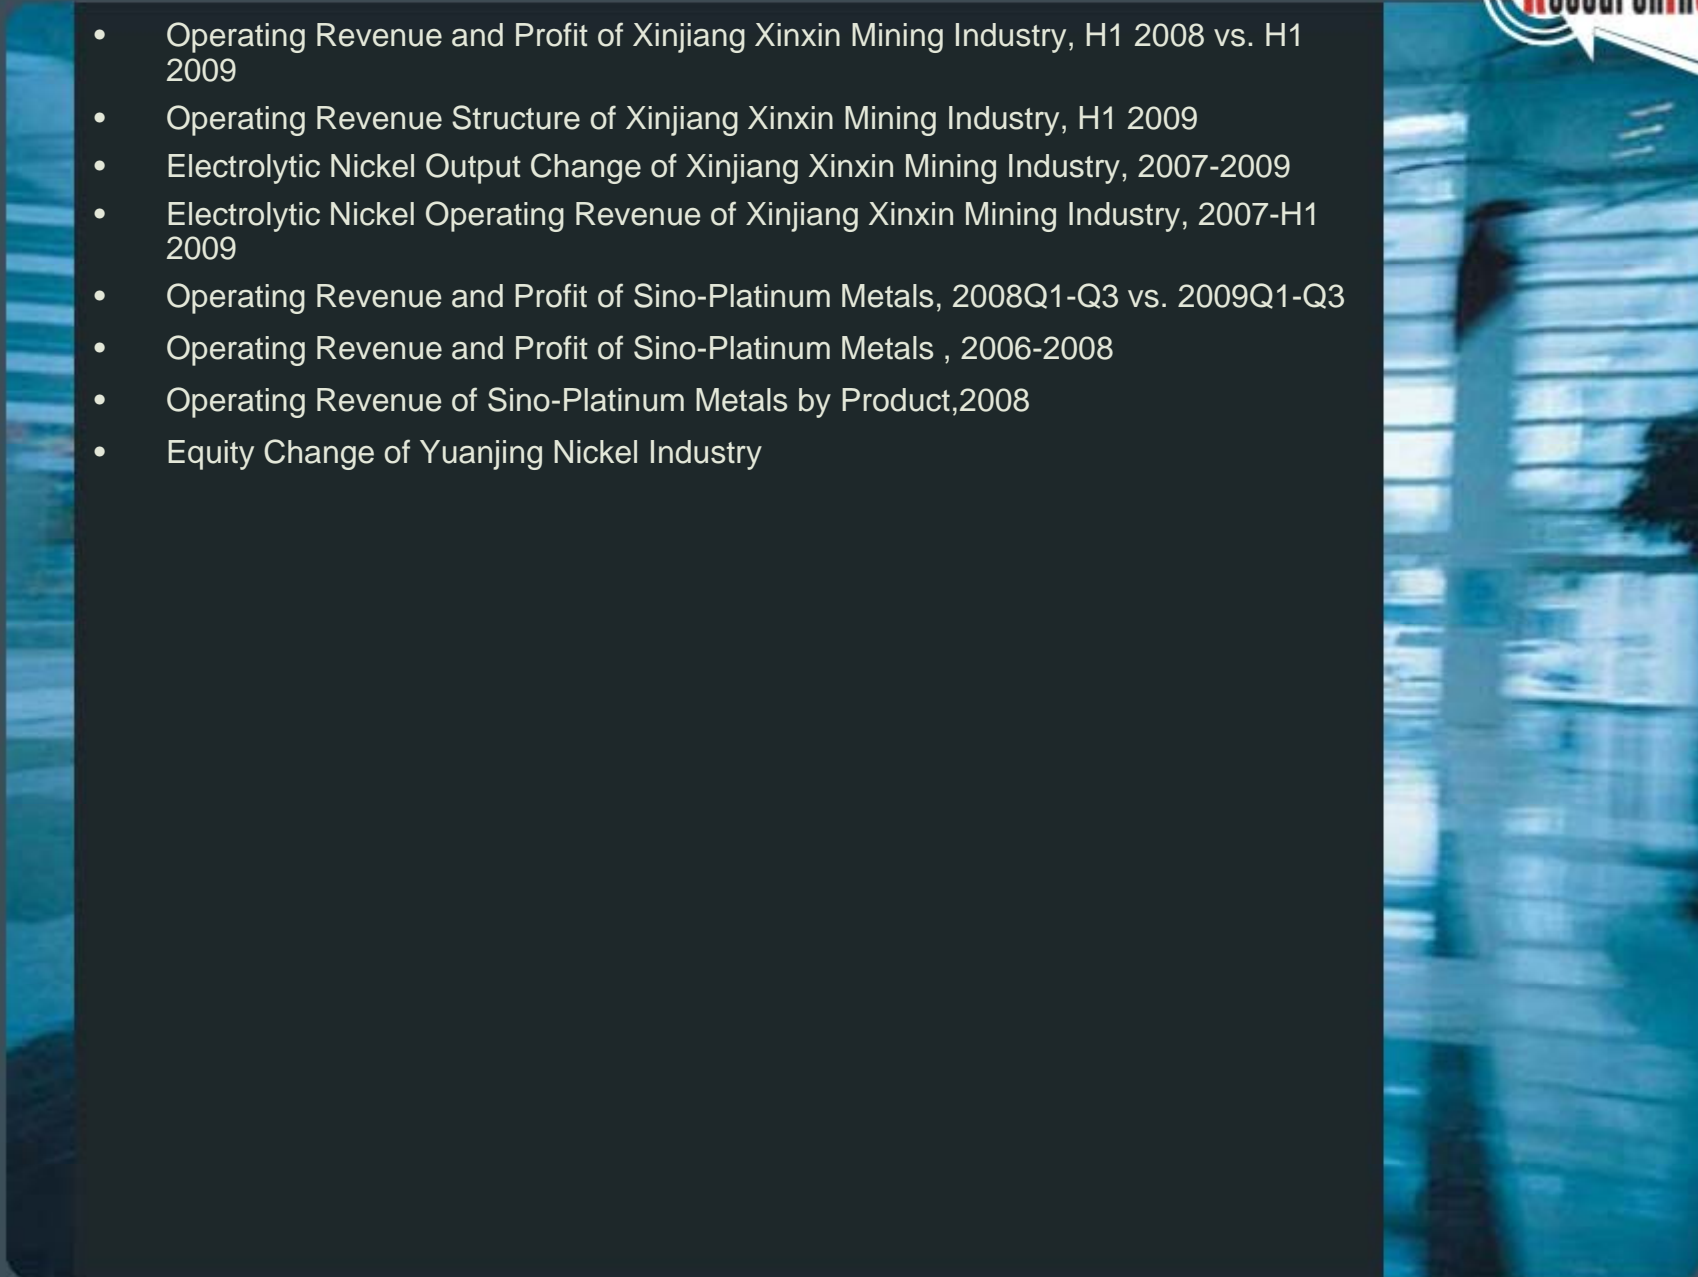 • Operating Revenue and Profit of Xinjiang Xinxin Mining Industry, H1 2008 vs. H1
2009
• Operating Revenue Structure of Xinjiang Xinxin Mining Industry, H1 2009
• Electrolytic Nickel Output Change of Xinjiang Xinxin Mining Industry, 2007-2009
• Electrolytic Nickel Operating Revenue of Xinjiang Xinxin Mining Industry, 2007-H1
2009
• Operating Revenue and Profit of Sino-Platinum Metals, 2008Q1-Q3 vs. 2009Q1-Q3
• Operating Revenue and Profit of Sino-Platinum Metals , 2006-2008
• Operating Revenue of Sino-Platinum Metals by Product,2008
• Equity Change of Yuanjing Nickel Industry